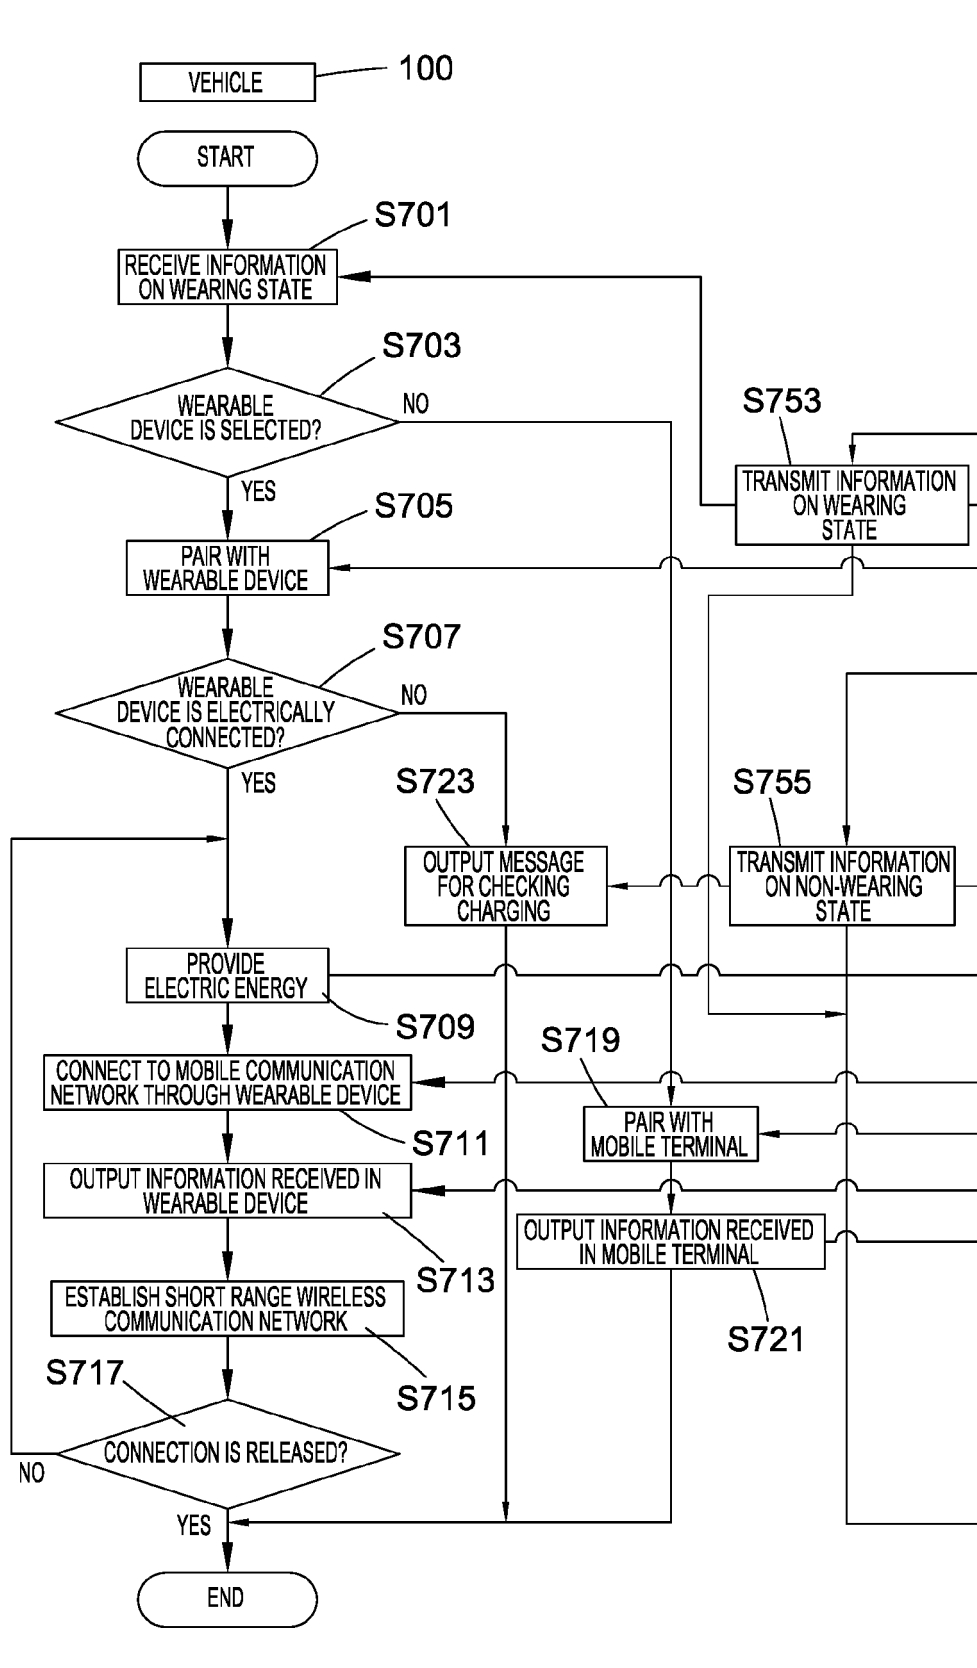 VEHICLE
100
START
S701
RECEIVE INFORMATION
ON WEARING STATE
S703
WEARABLE
DEVICE IS SELECTED?
NO
YES
S753
TRANSMIT INFORMATION
ON WEARING
STATE
S705
PAIR WITH
WEARABLE DEVICE
S707
WEARABLE
DEVICE IS ELECTRICALLY
CONNECTED?
NO
YES
S723
OUTPUT MESSAGE
FOR CHECKING
CHARGING
S755
TRANSMIT INFORMATION
ON NON-WEARING
STATE
PROVIDE
ELECTRIC ENERGY
S709
CONNECT TO MOBILE COMMUNICATION
NETWORK THROUGH WEARABLE DEVICE
S711
S719
PAIR WITH
MOBILE TERMINAL
OUTPUT INFORMATION RECEIVED IN
WEARABLE DEVICE
S713
OUTPUT INFORMATION RECEIVED
IN MOBILE TERMINAL
S721
ESTABLISH SHORT RANGE WIRELESS
COMMUNICATION NETWORK
S715
S717
CONNECTION IS RELEASED?
NO
YES
END